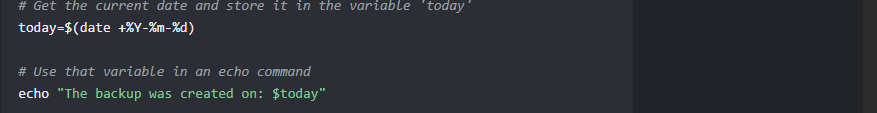 # Get the current date and store it in the variable 'today'
today=$(date +%Y-%m-%d)
# Use that variable in an echo command
echo "The backup was created on: $today"